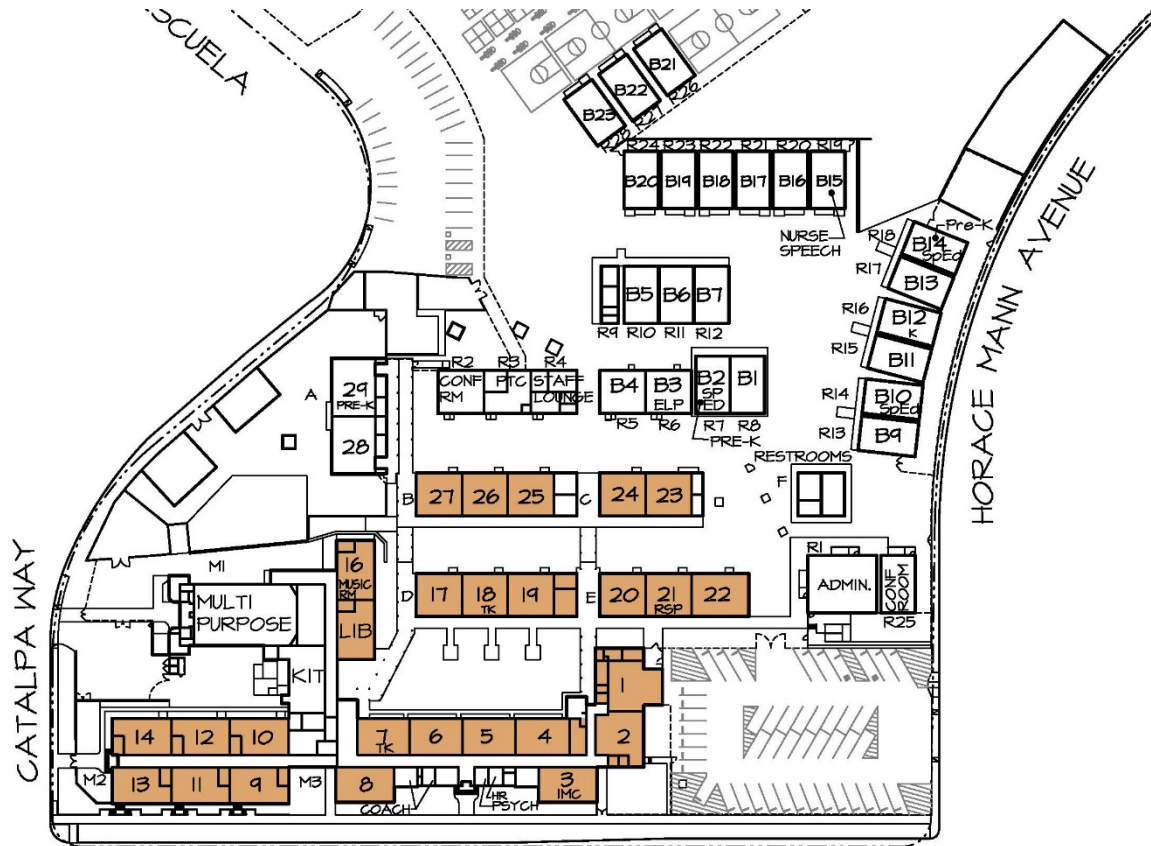 SCUELA
B21
B22
B23
R26
R27
R28
R24 R23 R22 R21 R20 R19
B20 B19 B18 B17 B16 B15
NURSE
SPEECH
Pre-K
R18
B14
SpEd
R17
B13
R16
B12
K
R15
B11
R14
B10
SpEd
R13
B9
HORACE MANN AVENUE
B5 B6 B7
R9 R10 R11 R12
R2 R3 R4
CONF
RM
PTC
STAFF
LOUNGE
B4 B3
ELP
B2
SP
ED
B1
R5 R6 R7 R8
PRE-K
A
29
PRE-K
28
RESTROOMS
F
B 27 26 25 C 24 23
M1
16
MUSIC
RM
LIB
D 17 18 19 E 20 21 22
TK
RSP
R1
ADMIN.
CONF
ROOM
R25
MULTI
PURPOSE
KIT
CATALPA WAY
1
2
14 12 10
7 6 5 4
TK
M2 13 11 9 M3
8
COACH
HR
PSYCH
3
IMC